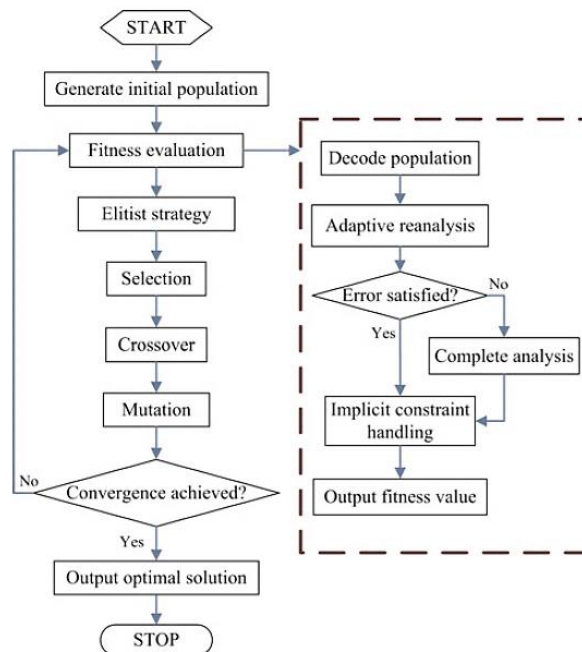 START
Generate initial population
Fitness evaluation
Elitist strategy
Selection
Crossover
Mutation
No
Convergence achieved?
Yes
Output optimal solution
STOP
Decode population
Adaptive reanalysis
Error satisfied?
No
Yes
Complete analysis
Implicit constraint
handling
Output fitness value